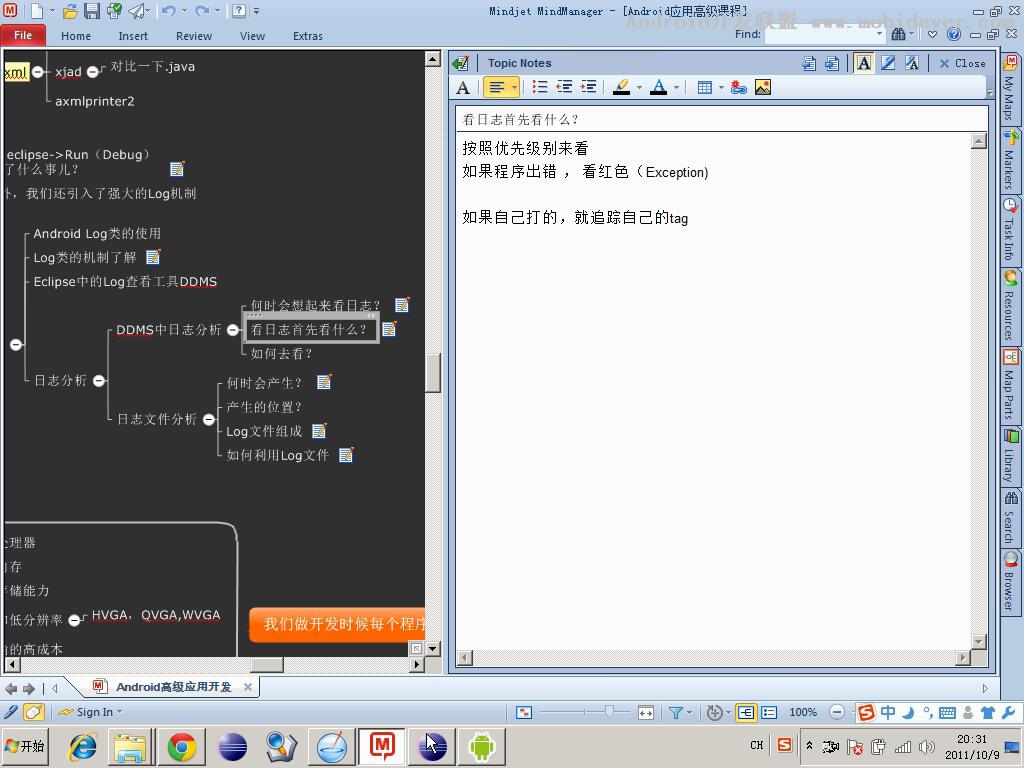 Mindjet MindManager - [Android应用高级课程]
Android开发联盟 www.mobidever.com
File Home Insert Review View Extras
Find:
xml xjad 对比一下.java
axmlprinter2
eclipse->Run（Debug）
了什么事儿？
外，我们还引入了强大的Log机制
Android Log类的使用
Log类的机制了解
Eclipse中的Log查看工具DDMS
何时会想起来看日志？
DDMS中日志分析
看日志首先看什么？
如何去看？
日志分析
何时会产生？
产生的位置？
日志文件分析
Log文件组成
如何利用Log文件
处理器
内存
存储能力
低分辨率 HVGA，QVGA,WVGA
的高成本
我们做开发时候每个程序
Topic Notes
Close
看日志首先看什么？
按照优先级别来看
如果程序出错 ，看红色（Exception)
如果自己打的，就追踪自己的tag
My Maps
Markers
Task Info
Resources
Map Parts
Library
Search
Browser
Android高级应用开发
Sign In
100%
中
开始
CH
20:31
2011/10/9